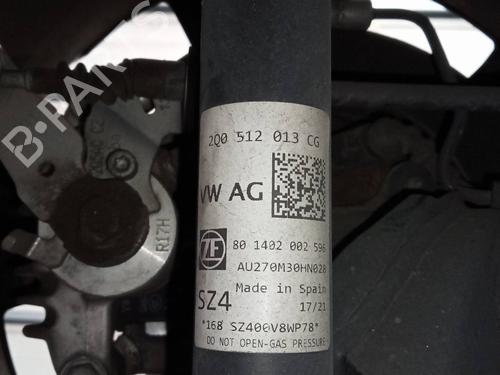 2Q0 512 013 CG
VW AG
ZF
80 1402 002 596
AU270M30HN028
SZ4
Made in Spain
17/21
*168 SZ400V8WP78*
DO NOT OPEN-GAS PRESSURE
R17H